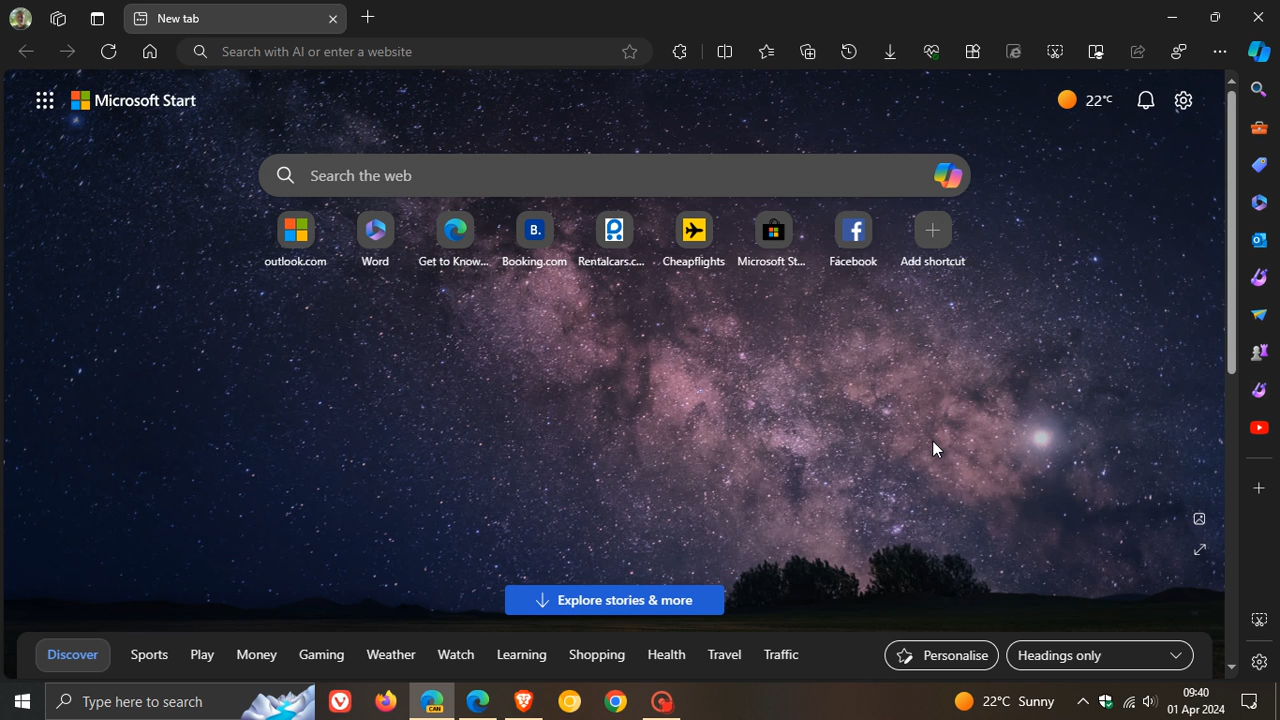 New tab
Search with AI or enter a website
Microsoft Start
22°C
Search the web
B.
outlook.com
Word
Get to Know...
Booking.com
Rentalcars.c...
Cheapflights
Microsoft St...
Facebook
Add shortcut
Explore stories & more
Discover
Sports
Play
Money
Gaming
Weather
Watch
Learning
Shopping
Health
Travel
Traffic
Personalise
Headings only
Type here to search
CAN
22°C Sunny
09:40
01 Apr 2024